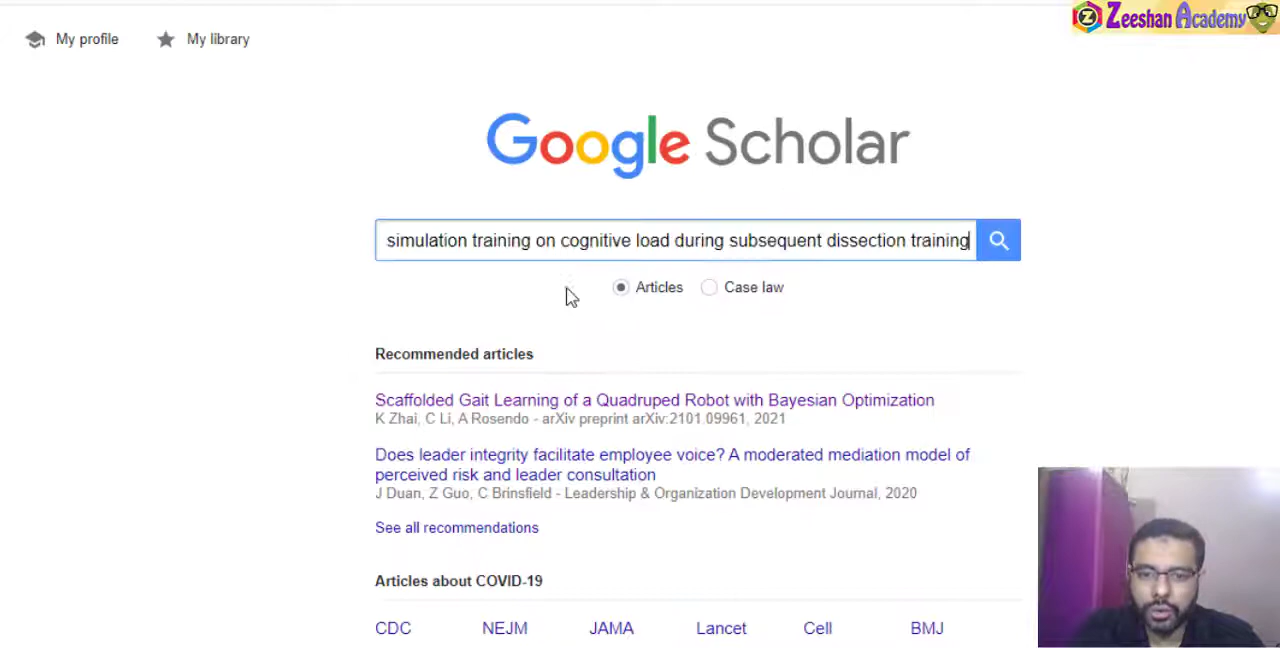 Zeeshan Academy
My profile
My library
Google Scholar
simulation training on cognitive load during subsequent dissection training
Articles
Case law
Recommended articles
Scaffolded Gait Learning of a Quadruped Robot with Bayesian Optimization
K Zhai, C Li, A Rosendo - arXiv preprint arXiv:2101.09961, 2021
Does leader integrity facilitate employee voice? A moderated mediation model of
perceived risk and leader consultation
J Duan, Z Guo, C Brinsfield - Leadership & Organization Development Journal, 2020
See all recommendations
Articles about COVID-19
CDC NEJM JAMA Lancet Cell BMJ